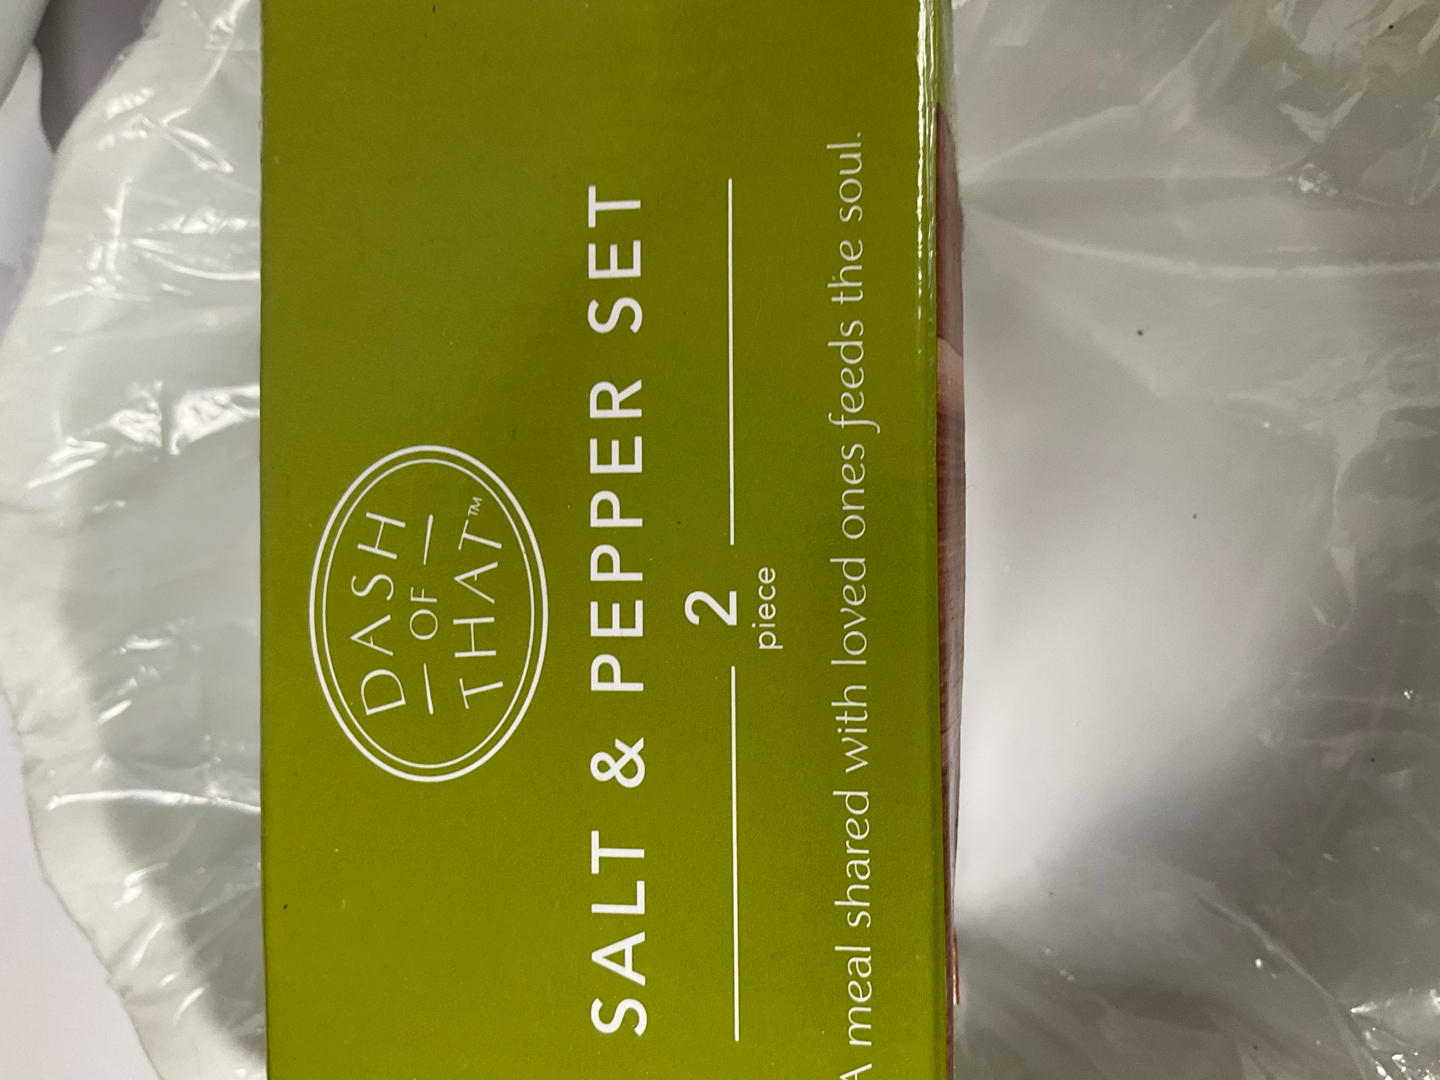 DASH
OF
THAT™
SALT & PEPPER SET
2
piece
A meal shared with loved ones feeds the soul.